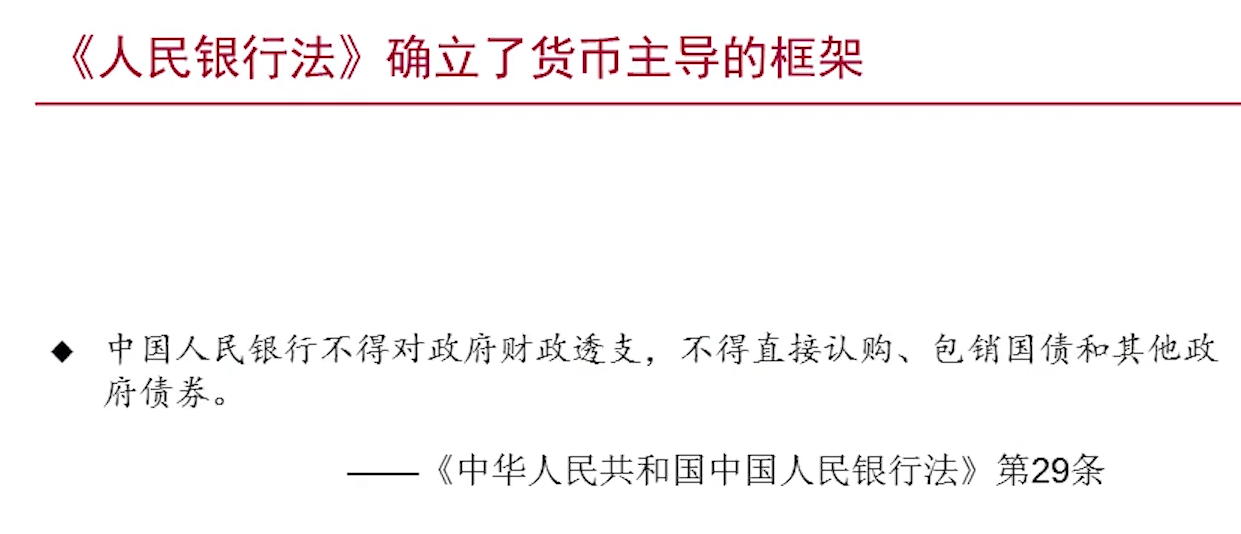 《人民银行法》确立了货币主导的框架
◆ 中国人民银行不得对政府财政透支，不得直接认购、包销国债和其他政
府债券。
——《中华人民共和国中国人民银行法》第29条